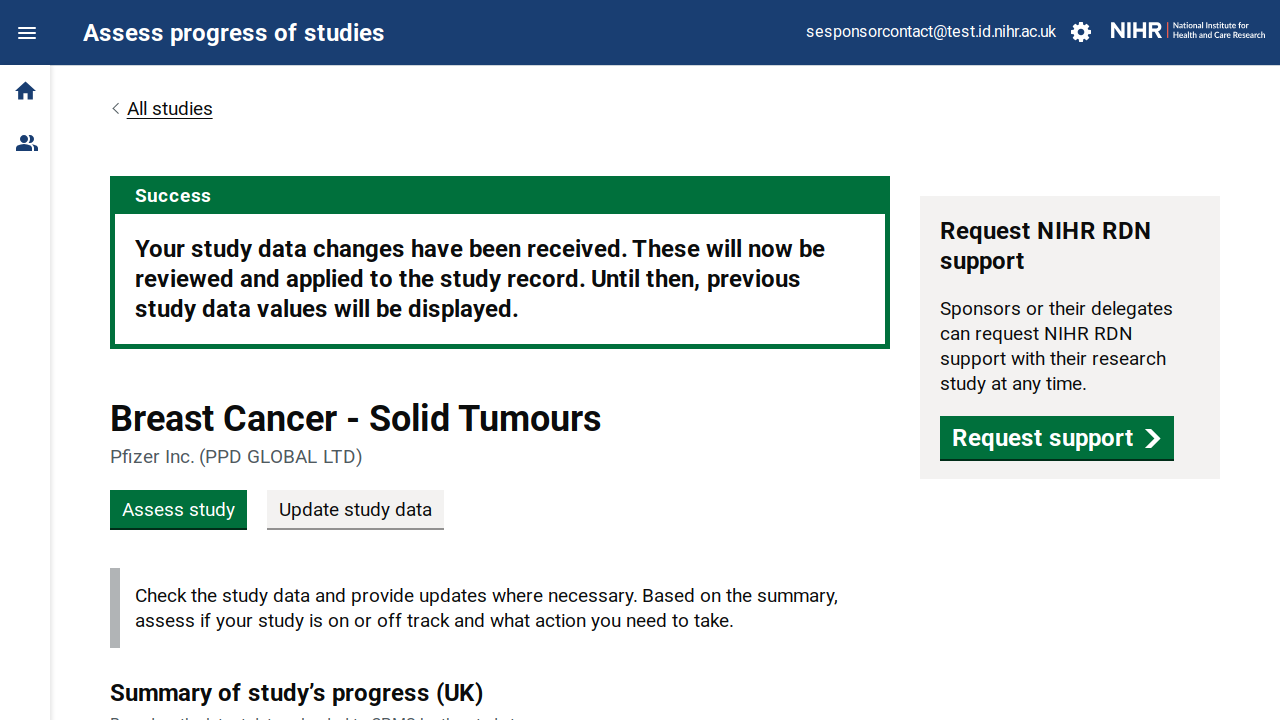 Assess progress of studies
sesponsorcontact@test.id.nihr.ac.uk
NIHR | National Institute for
Health and Care Research
All studies
Success
Your study data changes have been received. These will now be
reviewed and applied to the study record. Until then, previous
study data values will be displayed.
Request NIHR RDN
support
Sponsors or their delegates
can request NIHR RDN
support with their research
study at any time.
Request support
Breast Cancer - Solid Tumours
Pfizer Inc. (PPD GLOBAL LTD)
Assess study
Update study data
Check the study data and provide updates where necessary. Based on the summary,
assess if your study is on or off track and what action you need to take.
Summary of study’s progress (UK)